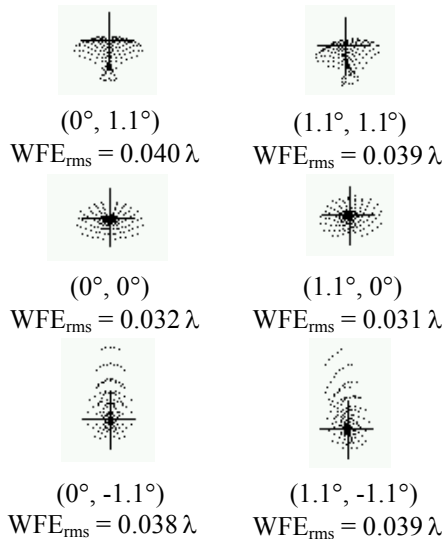 (0°, 1.1°) (1.1°, 1.1°)
WFErms = 0.040 λ WFErms = 0.039 λ
(0°, 0°) (1.1°, 0°)
WFErms = 0.032 λ WFErms = 0.031 λ
(0°, -1.1°) (1.1°, -1.1°)
WFErms = 0.038 λ WFErms = 0.039 λ